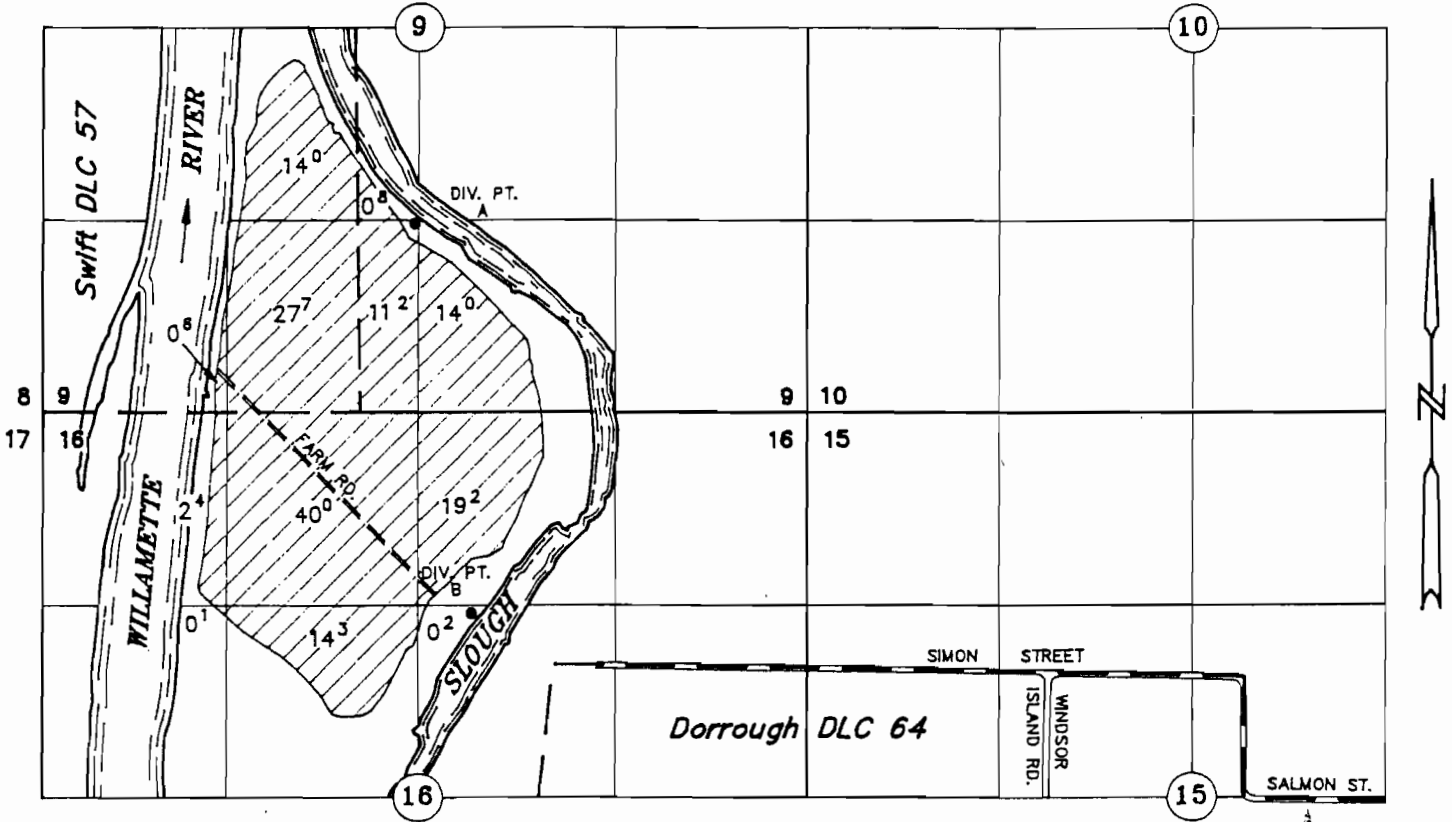 9
10
Swift DLC 57
RIVER
14⁰
0⁸
DIV. PT.
A
27⁷
11²
14⁰
0⁶
8 9
9 10
17 16
16 15
FARM RD.
WILLAMETTE
2⁴
40⁰
19²
DIV. PT.
B
0¹
14³
0²
SLOUGH
SIMON STREET
WINDSOR
ISLAND RD.
Dorrough DLC 64
SALMON ST.
16
15
N